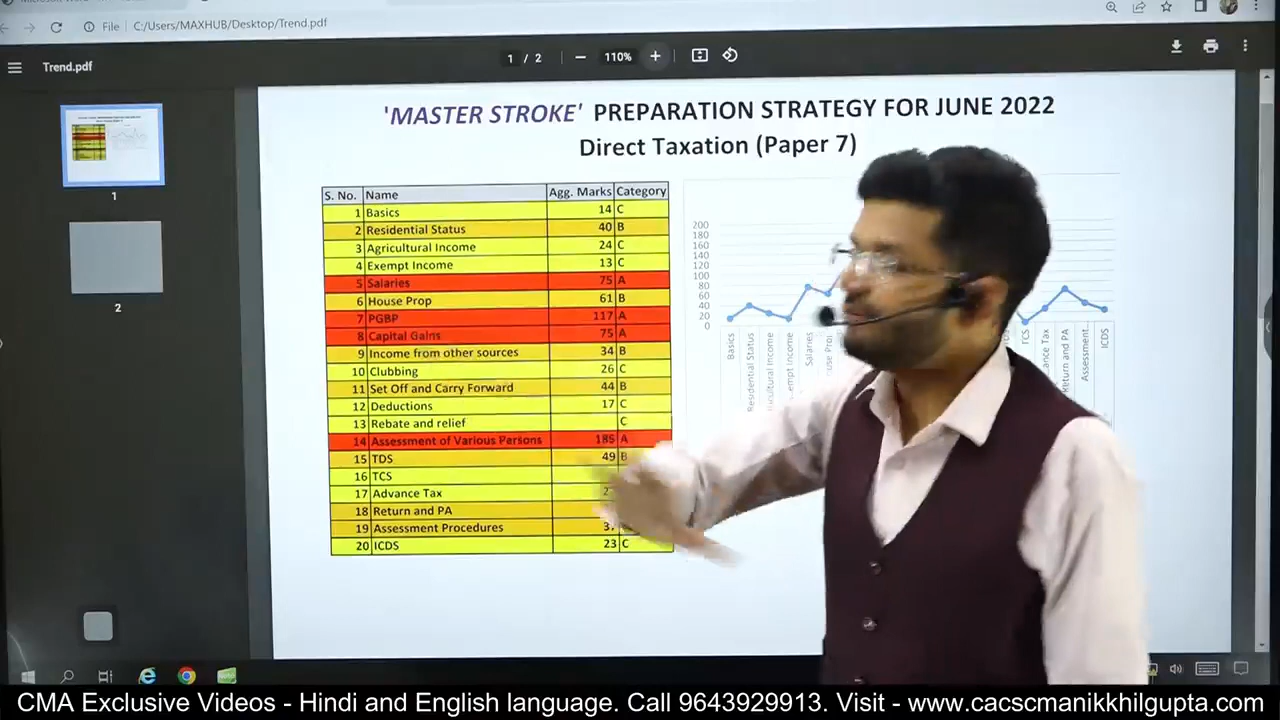 File C:/Users/MAXHUB/Desktop/Trend.pdf
Trend.pdf
1 / 2
110%
1
2
'MASTER STROKE' PREPARATION STRATEGY FOR JUNE 2022
Direct Taxation (Paper 7)
S. No. Name Agg. Marks Category
1 Basics 14 C
2 Residential Status 40 B
3 Agricultural Income 24 C
4 Exempt Income 13 C
5 Salaries 75 A
6 House Prop 61 B
7 PGBP 117 A
8 Capital Gains 75 A
9 Income from other sources 34 B
10 Clubbing 26 C
11 Set Off and Carry Forward 44 B
12 Deductions 17 C
13 Rebate and relief C
14 Assessment of Various Persons 185 A
15 TDS 49 B
16 TCS
17 Advance Tax
18 Return and PA
19 Assessment Procedures
20 ICDS 23 C
200
180
160
140
120
100
80
60
40
20
0
Basics
Residential Status
Salaries
TCS
Return and PA
Assessment...
ICDS
CMA Exclusive Videos - Hindi and English language. Call 9643929913. Visit - www.cacscmanikkhilgupta.com